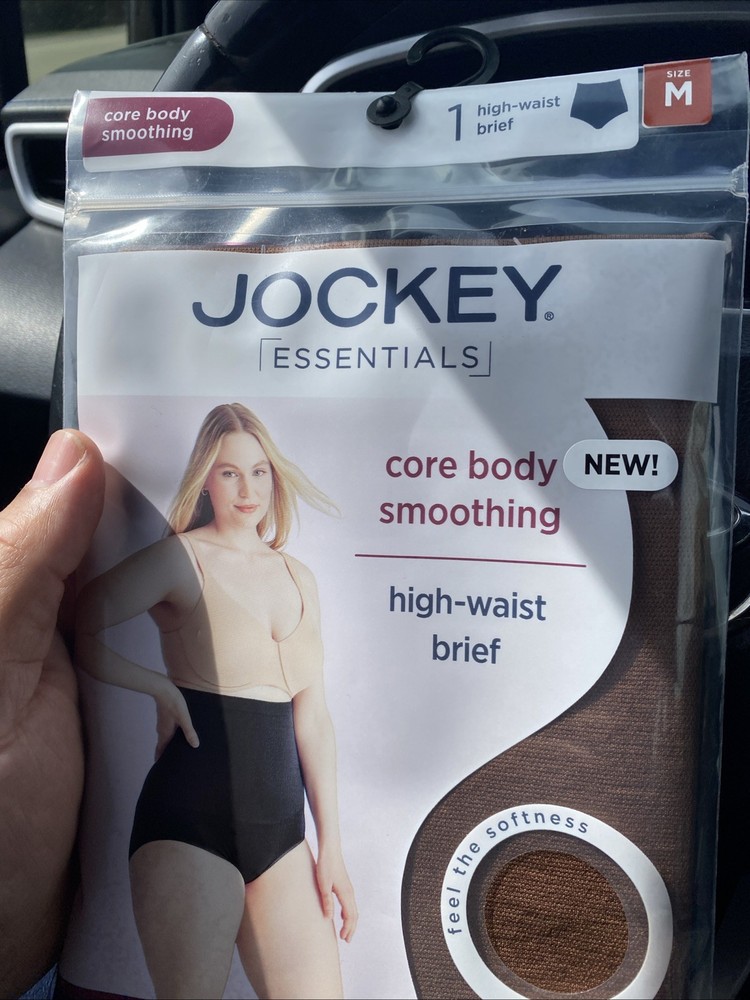 core body
smoothing
1 high-waist
brief
SIZE
M
JOCKEY®
ESSENTIALS
core body
smoothing
NEW!
high-waist
brief
feel the softness